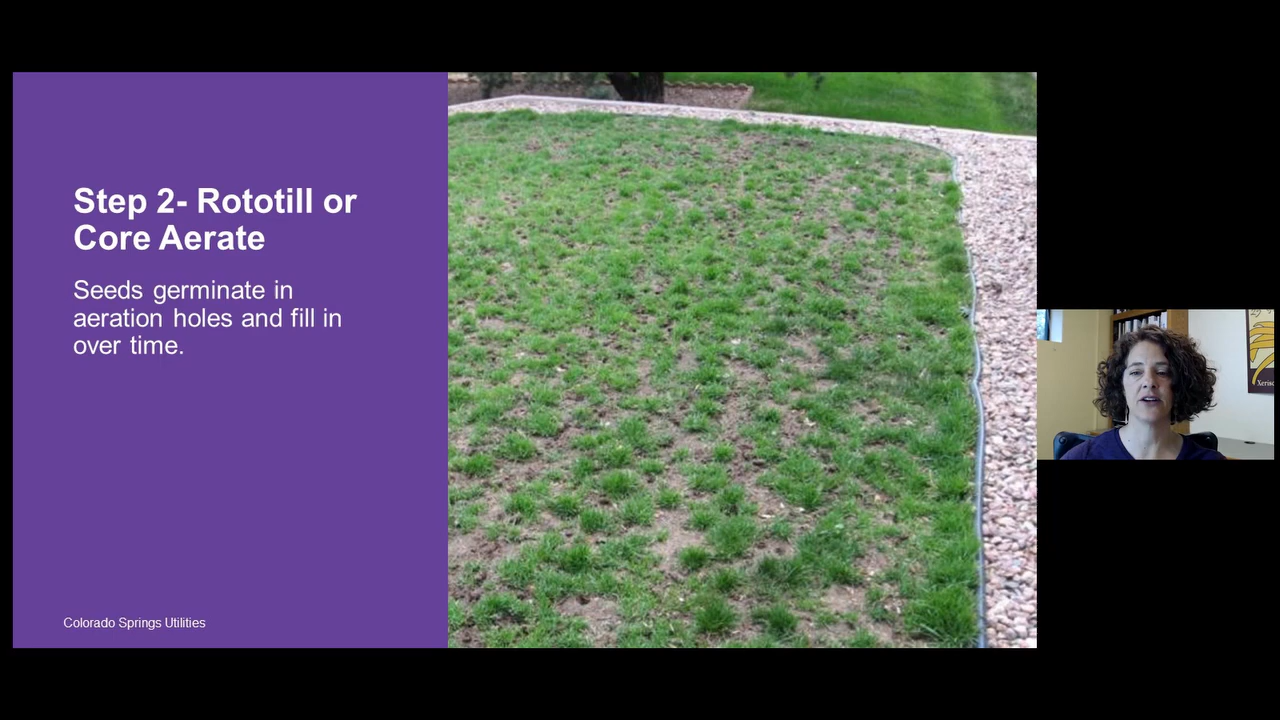 Step 2- Rototill or
Core Aerate
Seeds germinate in
aeration holes and fill in
over time.
Colorado Springs Utilities